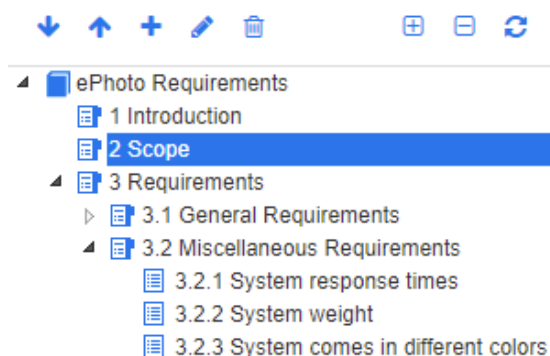 ePhoto Requirements
1 Introduction
2 Scope
3 Requirements
3.1 General Requirements
3.2 Miscellaneous Requirements
3.2.1 System response times
3.2.2 System weight
3.2.3 System comes in different colors